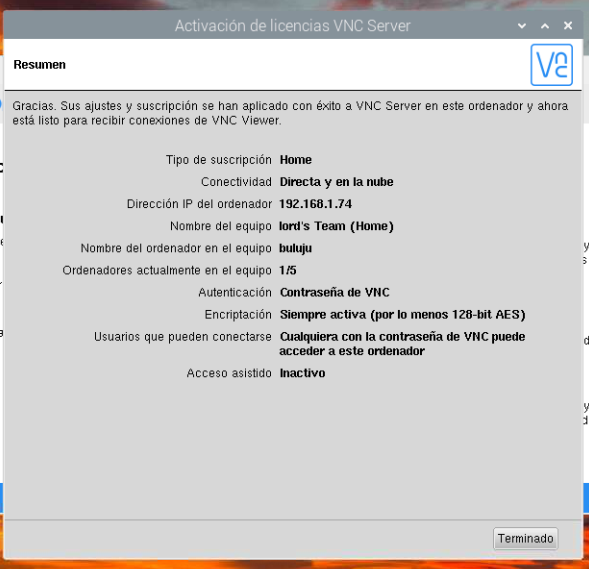 Activación de licencias VNC Server
Resumen
VNC
Gracias. Sus ajustes y suscripción se han aplicado con éxito a VNC Server en este ordenador y ahora
está listo para recibir conexiones de VNC Viewer.
Tipo de suscripción Home
Conectividad Directa y en la nube
Dirección IP del ordenador 192.168.1.74
Nombre del equipo lord's Team (Home)
Nombre del ordenador en el equipo buluju
Ordenadores actualmente en el equipo 1/5
Autenticación Contraseña de VNC
Encriptación Siempre activa (por lo menos 128-bit AES)
Usuarios que pueden conectarse Cualquiera con la contraseña de VNC puede
acceder a este ordenador
Acceso asistido Inactivo
Terminado